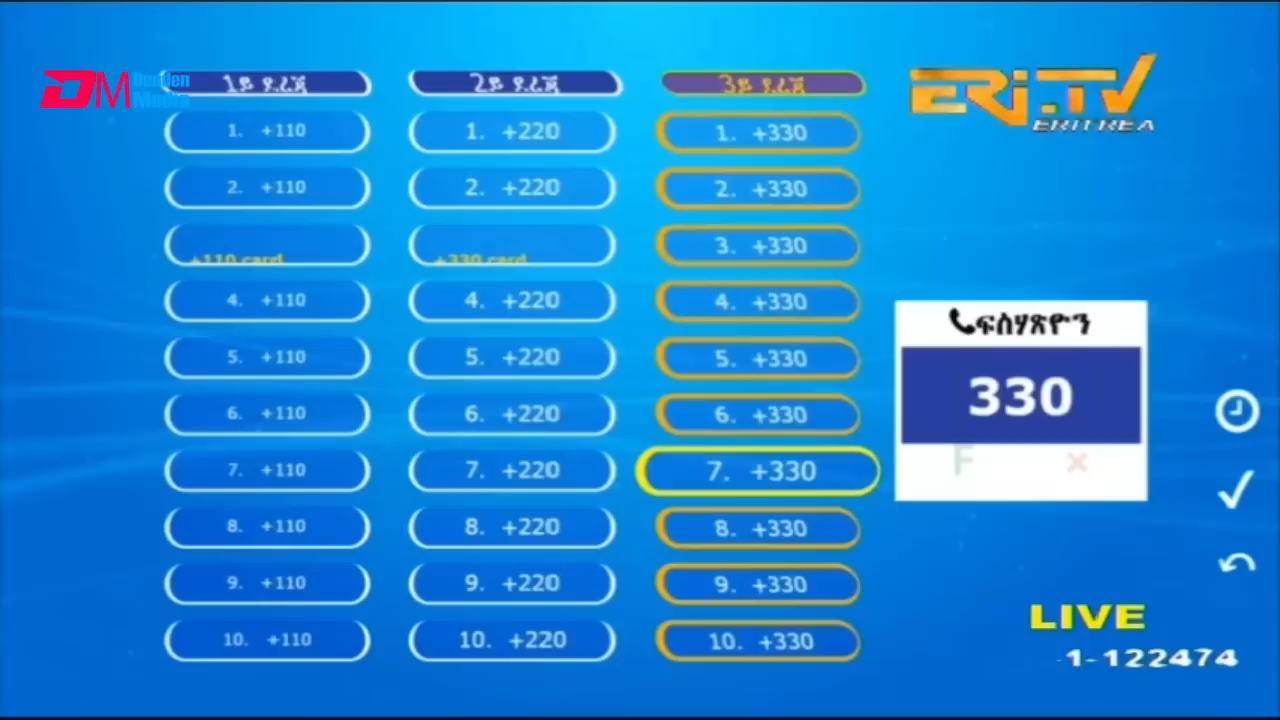 DM Denden Media
1ይ ደረጃ
1. +110
2. +110
+110 card
4. +110
5. +110
6. +110
7. +110
8. +110
9. +110
10. +110
2ይ ደረጃ
1. +220
2. +220
+330 card
4. +220
5. +220
6. +220
7. +220
8. +220
9. +220
10. +220
3ይ ደረጃ
1. +330
2. +330
3. +330
4. +330
5. +330
6. +330
7. +330
8. +330
9. +330
10. +330
ERi.TV
ERITREA
ፍስሃጽዮን
330
F ×
LIVE
1-122474